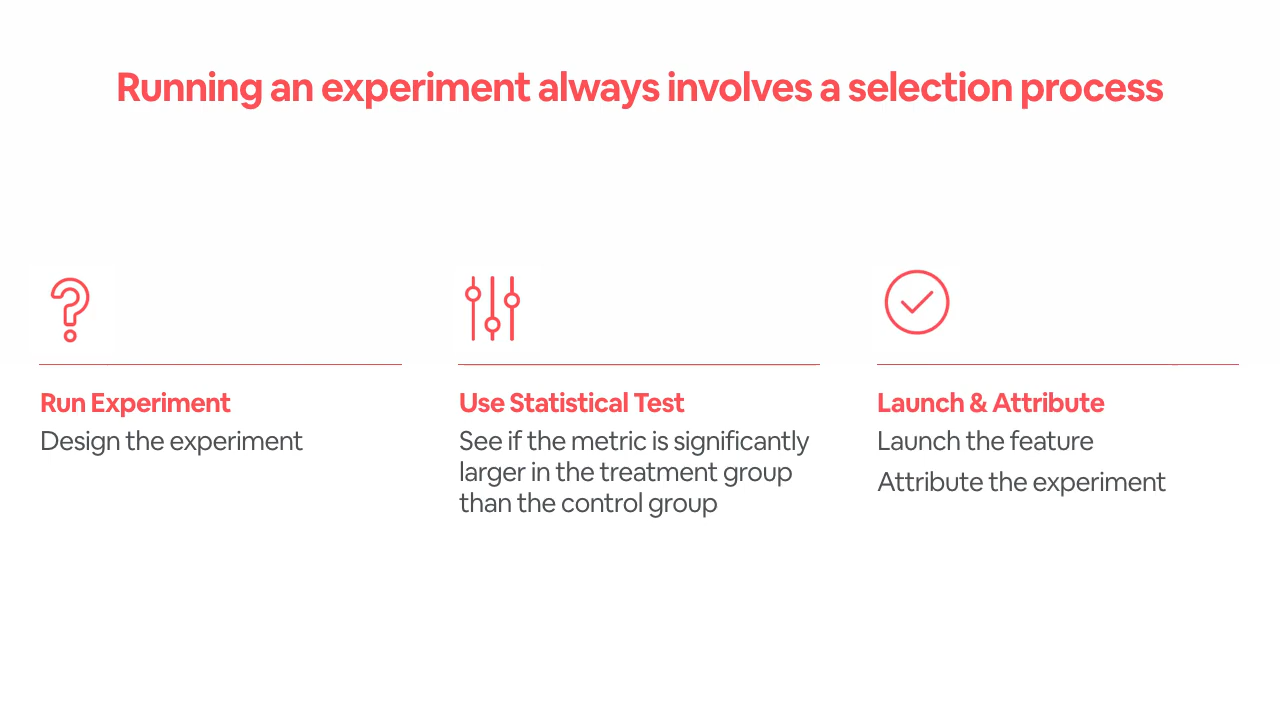 Running an experiment always involves a selection process
Run Experiment
Design the experiment
Use Statistical Test
See if the metric is significantly
larger in the treatment group
than the control group
Launch & Attribute
Launch the feature
Attribute the experiment